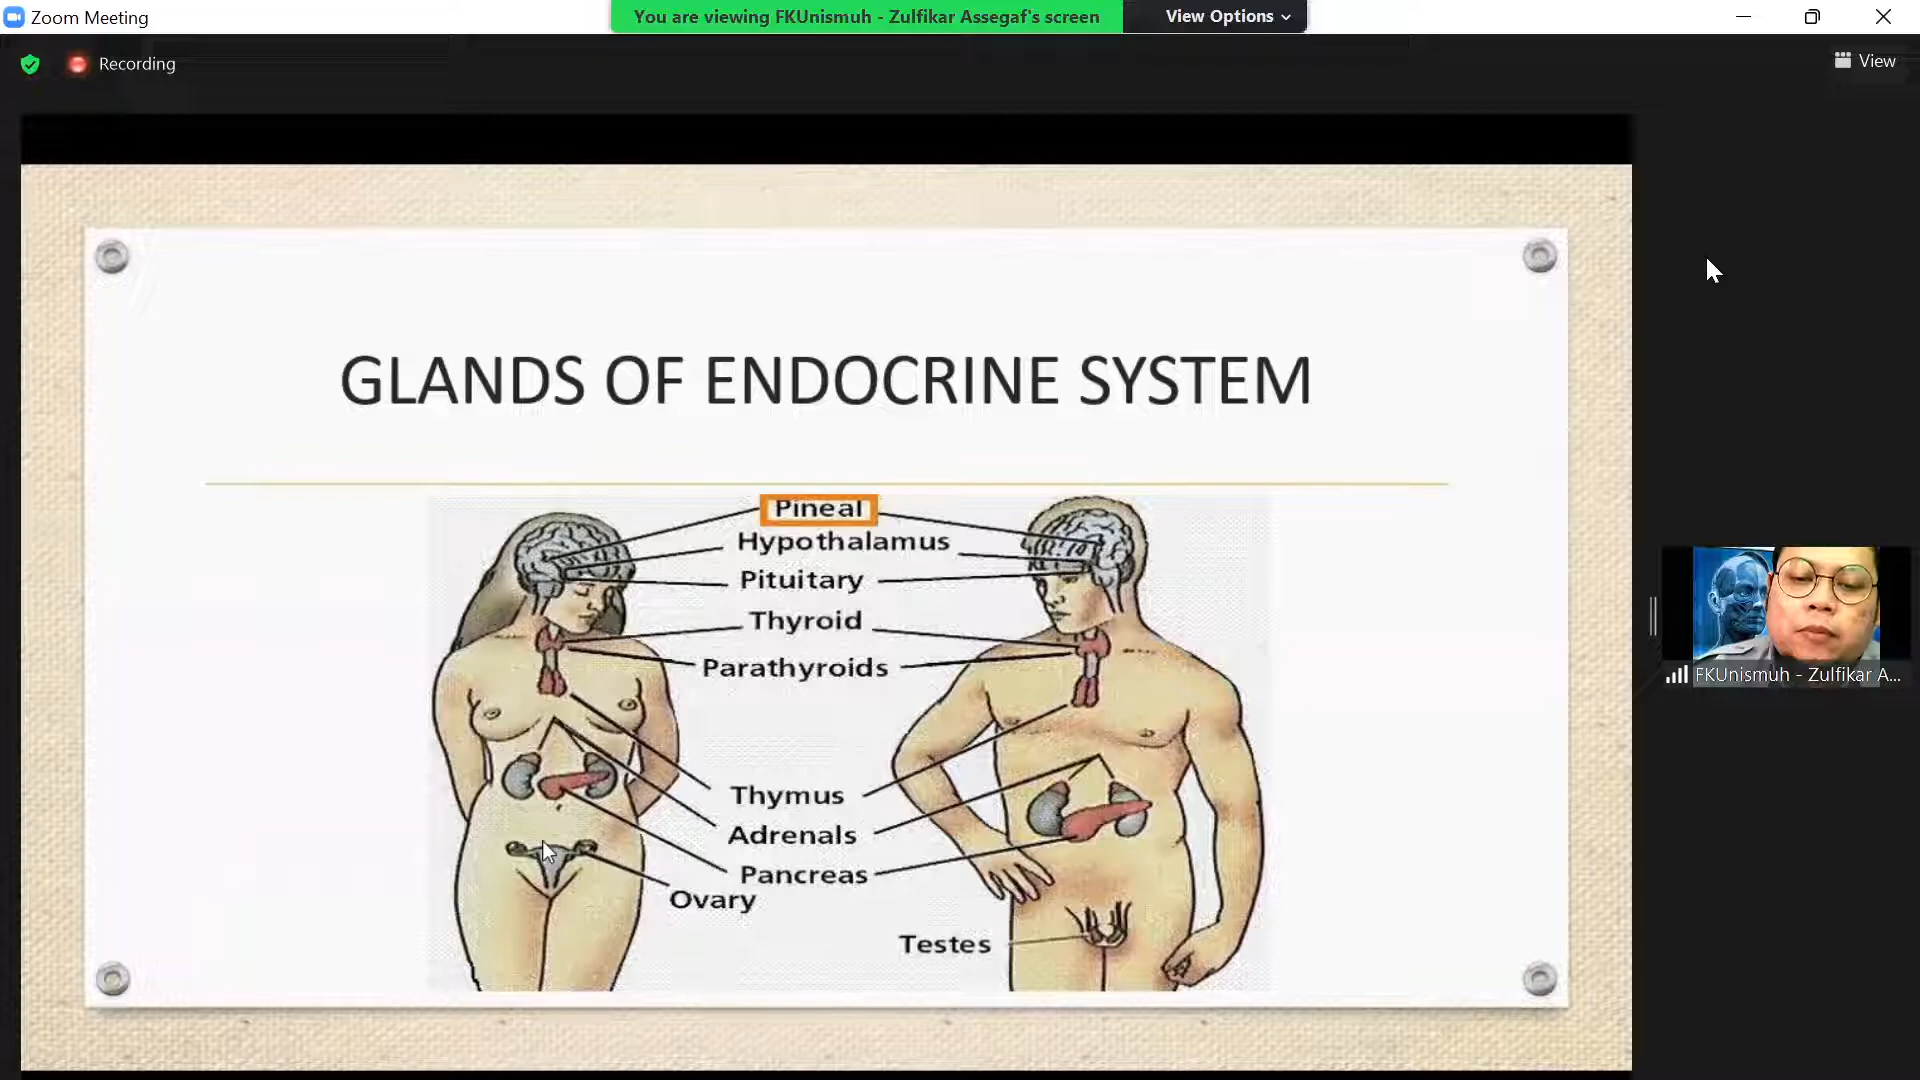 Zoom Meeting
You are viewing FKUnismuh - Zulfikar Assegaf's screen
View Options
Recording
View
GLANDS OF ENDOCRINE SYSTEM
Pineal
Hypothalamus
Pituitary
Thyroid
Parathyroids
Thymus
Adrenals
Pancreas
Ovary
Testes
FKUnismuh - Zulfikar A...